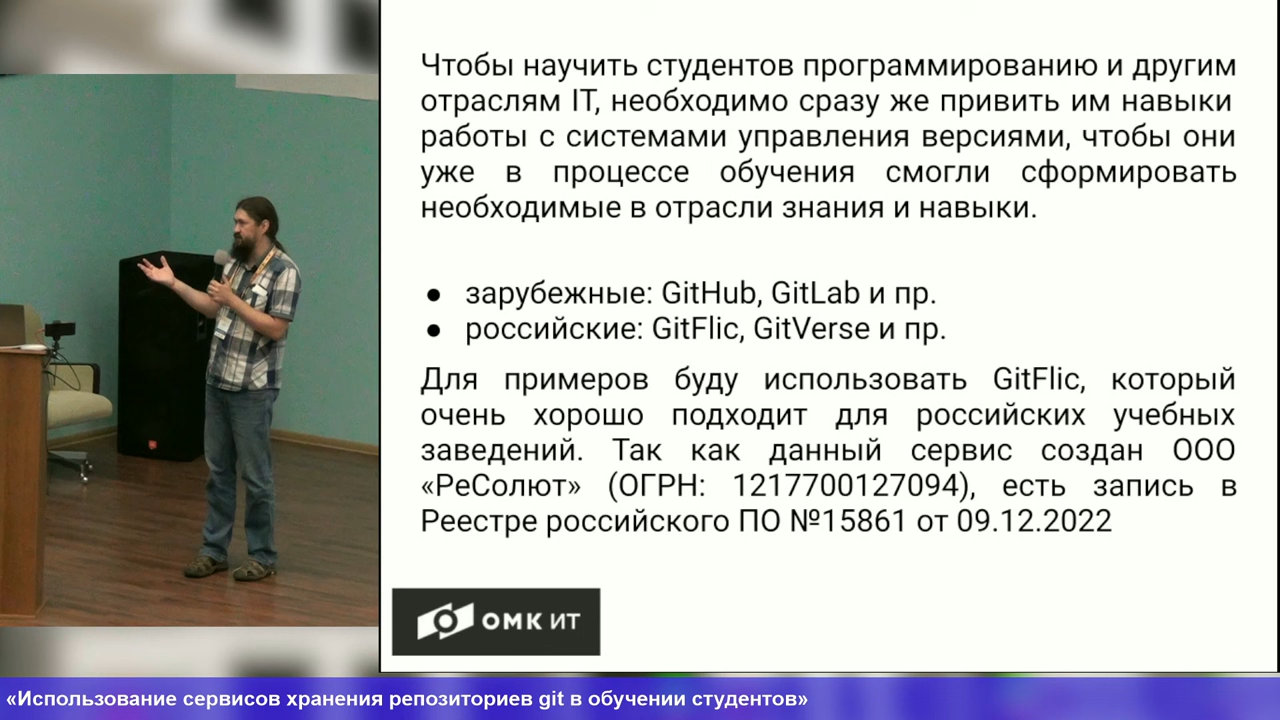 Чтобы научить студентов программированию и другим
отраслям IT, необходимо сразу же привить им навыки
работы с системами управления версиями, чтобы они
уже в процессе обучения смогли сформировать
необходимые в отрасли знания и навыки.
● зарубежные: GitHub, GitLab и пр.
● российские: GitFlic, GitVerse и пр.
Для примеров буду использовать GitFlic, который
очень хорошо подходит для российских учебных
заведений. Так как данный сервис создан ООО
«РеСолют» (ОГРН: 1217700127094), есть запись в
Реестре российского ПО №15861 от 09.12.2022
ОМК ИТ
«Использование сервисов хранения репозиториев git в обучении студентов»